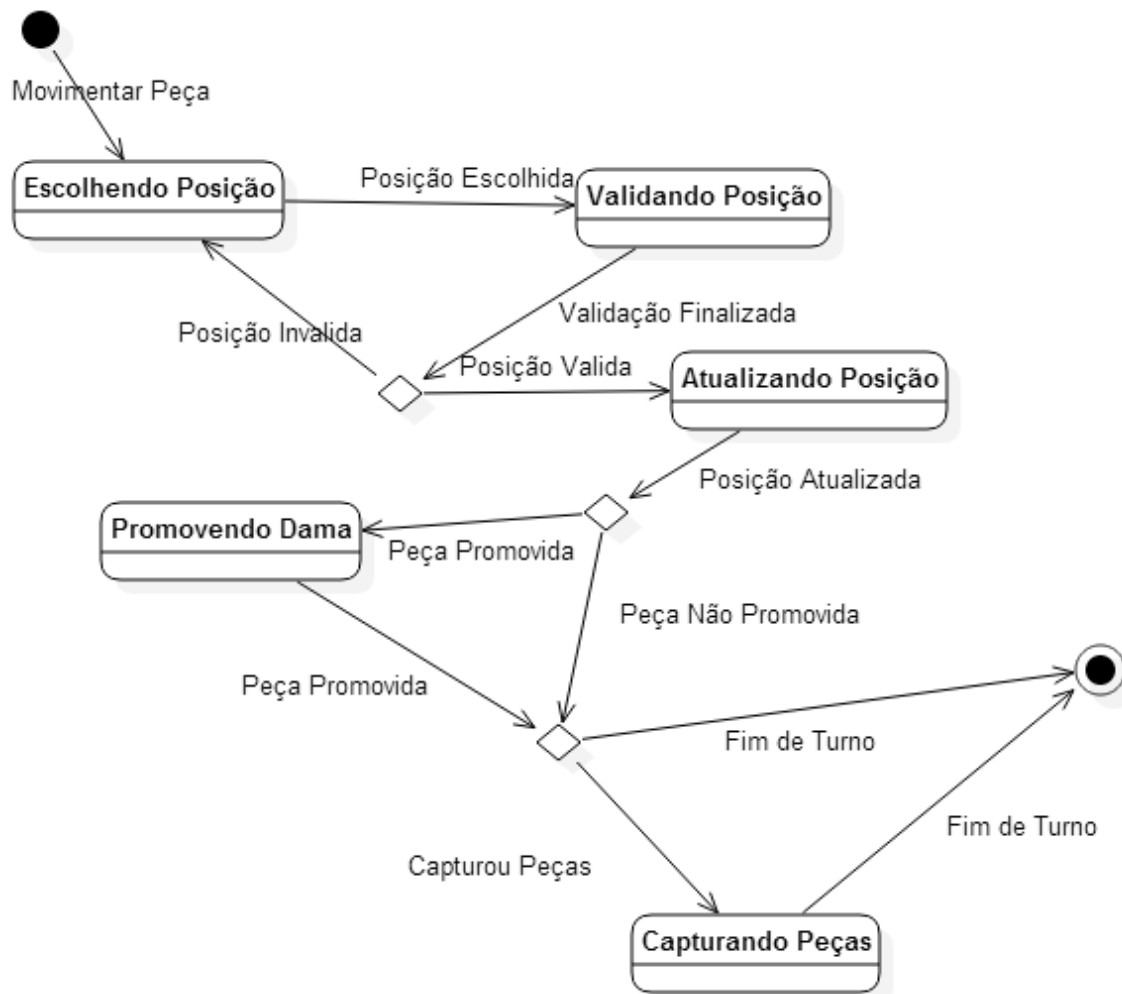 Movimentar Peça
Escolhendo Posição
Posição Escolhida
Validando Posição
Posição Invalida
Validação Finalizada
Posição Valida
Atualizando Posição
Posição Atualizada
Promovendo Dama
Peça Promovida
Peça Não Promovida
Peça Promovida
Fim de Turno
Fim de Turno
Capturou Peças
Capturando Peças